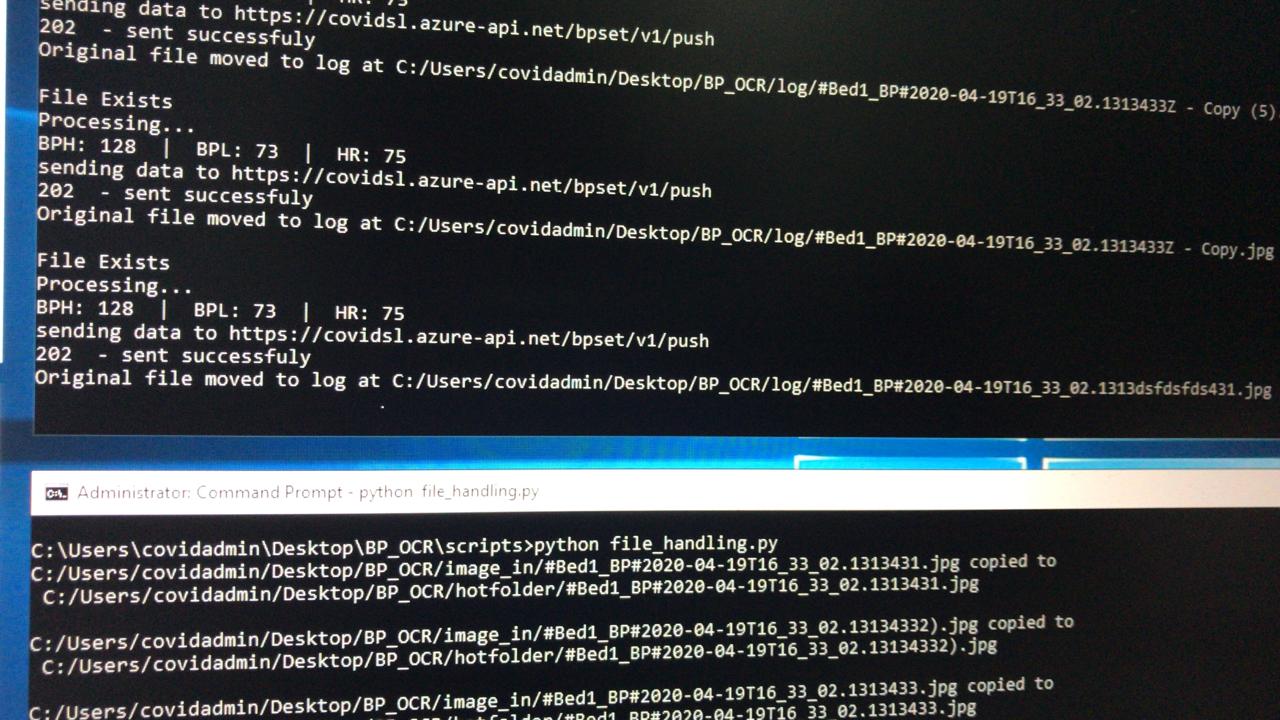 sending data to https://covidsl.azure-api.net/bpset/v1/push
202  - sent successfuly
Original file moved to log at C:/Users/covidadmin/Desktop/BP_OCR/log/#Bed1_BP#2020-04-19T16_33_02.1313433Z - Copy (5)
File Exists
Processing...
BPH: 128  |  BPL: 73  |  HR: 75
sending data to https://covidsl.azure-api.net/bpset/v1/push
202  - sent successfuly
Original file moved to log at C:/Users/covidadmin/Desktop/BP_OCR/log/#Bed1_BP#2020-04-19T16_33_02.1313433Z - Copy.jpg
File Exists
Processing...
BPH: 128  |  BPL: 73  |  HR: 75
sending data to https://covidsl.azure-api.net/bpset/v1/push
202  - sent successfuly
Original file moved to log at C:/Users/covidadmin/Desktop/BP_OCR/log/#Bed1_BP#2020-04-19T16_33_02.1313dsfdsfds431.jpg
Administrator: Command Prompt - python  file_handling.py
C:\Users\covidadmin\Desktop\BP_OCR\scripts>python file_handling.py
C:/Users/covidadmin/Desktop/BP_OCR/image_in/#Bed1_BP#2020-04-19T16_33_02.1313431.jpg copied to
C:/Users/covidadmin/Desktop/BP_OCR/hotfolder/#Bed1_BP#2020-04-19T16_33_02.1313431.jpg
C:/Users/covidadmin/Desktop/BP_OCR/image_in/#Bed1_BP#2020-04-19T16_33_02.13134332).jpg copied to
C:/Users/covidadmin/Desktop/BP_OCR/hotfolder/#Bed1_BP#2020-04-19T16_33_02.13134332).jpg
C:/Users/covidadmin/Desktop/BP_OCR/image_in/#Bed1_BP#2020-04-19T16_33_02.1313433.jpg copied to
C:/Users/covidadmin/Desktop/BP_OCR/hotfolder/#Bed1_BP#2020-04-19T16_33_02.1313433.jpg